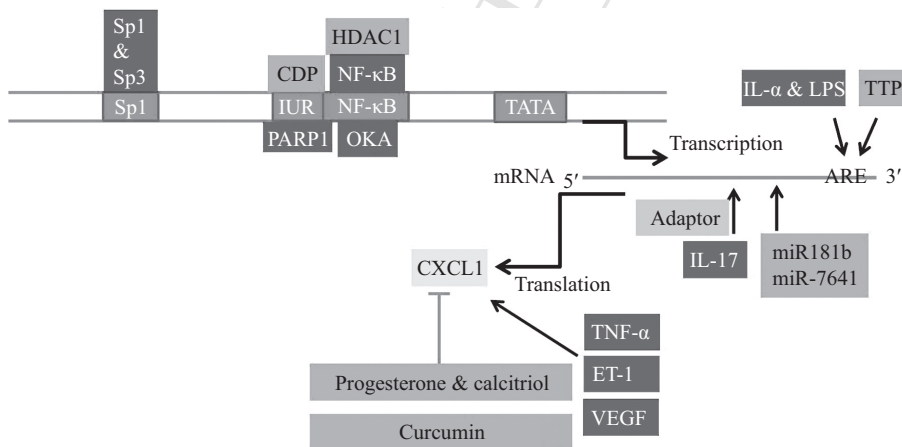 Sp1
&
Sp3
HDAC1
CDP
NF-κB
Sp1
IUR
NF-κB
TATA
PARP1
OKA
IL-α & LPS
TTP
Transcription
mRNA
5′
ARE
3′
Adaptor
IL-17
miR181b
miR-7641
CXCL1
Translation
TNF-α
ET-1
VEGF
Progesterone & calcitriol
Curcumin